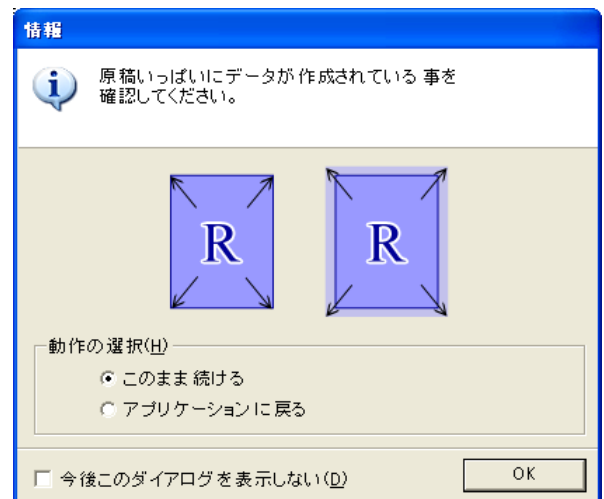 情報
原稿いっぱいにデータが作成されている事を
確認してください。
R
R
動作の選択(H)
このまま続ける
アプリケーションに戻る
今後このダイアログを表示しない(D)
OK